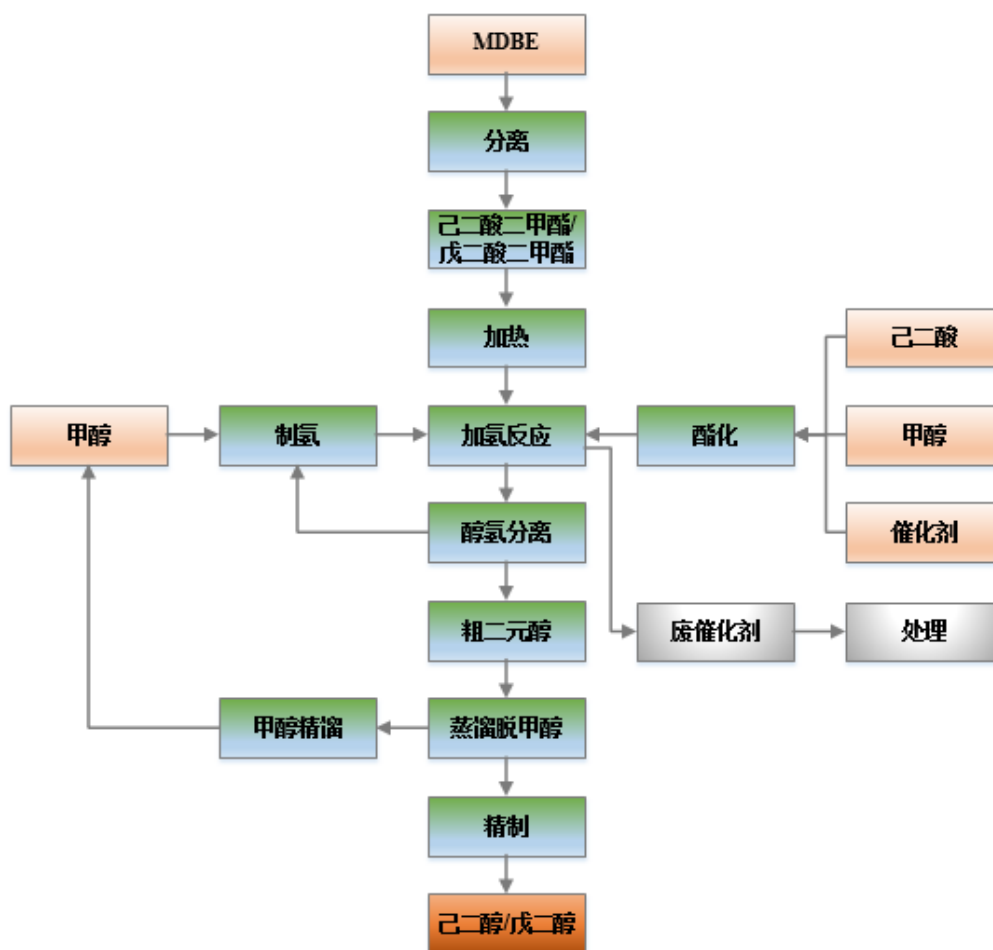 MDBE
分离
己二酸二甲酯/
戊二酸二甲酯
加热
己二酸
甲醇
制氢
加氢反应
酯化
甲醇
醇氢分离
催化剂
粗二元醇
废催化剂
处理
甲醇精溜
蒸溜脱甲醇
精制
己二醇/戊二醇